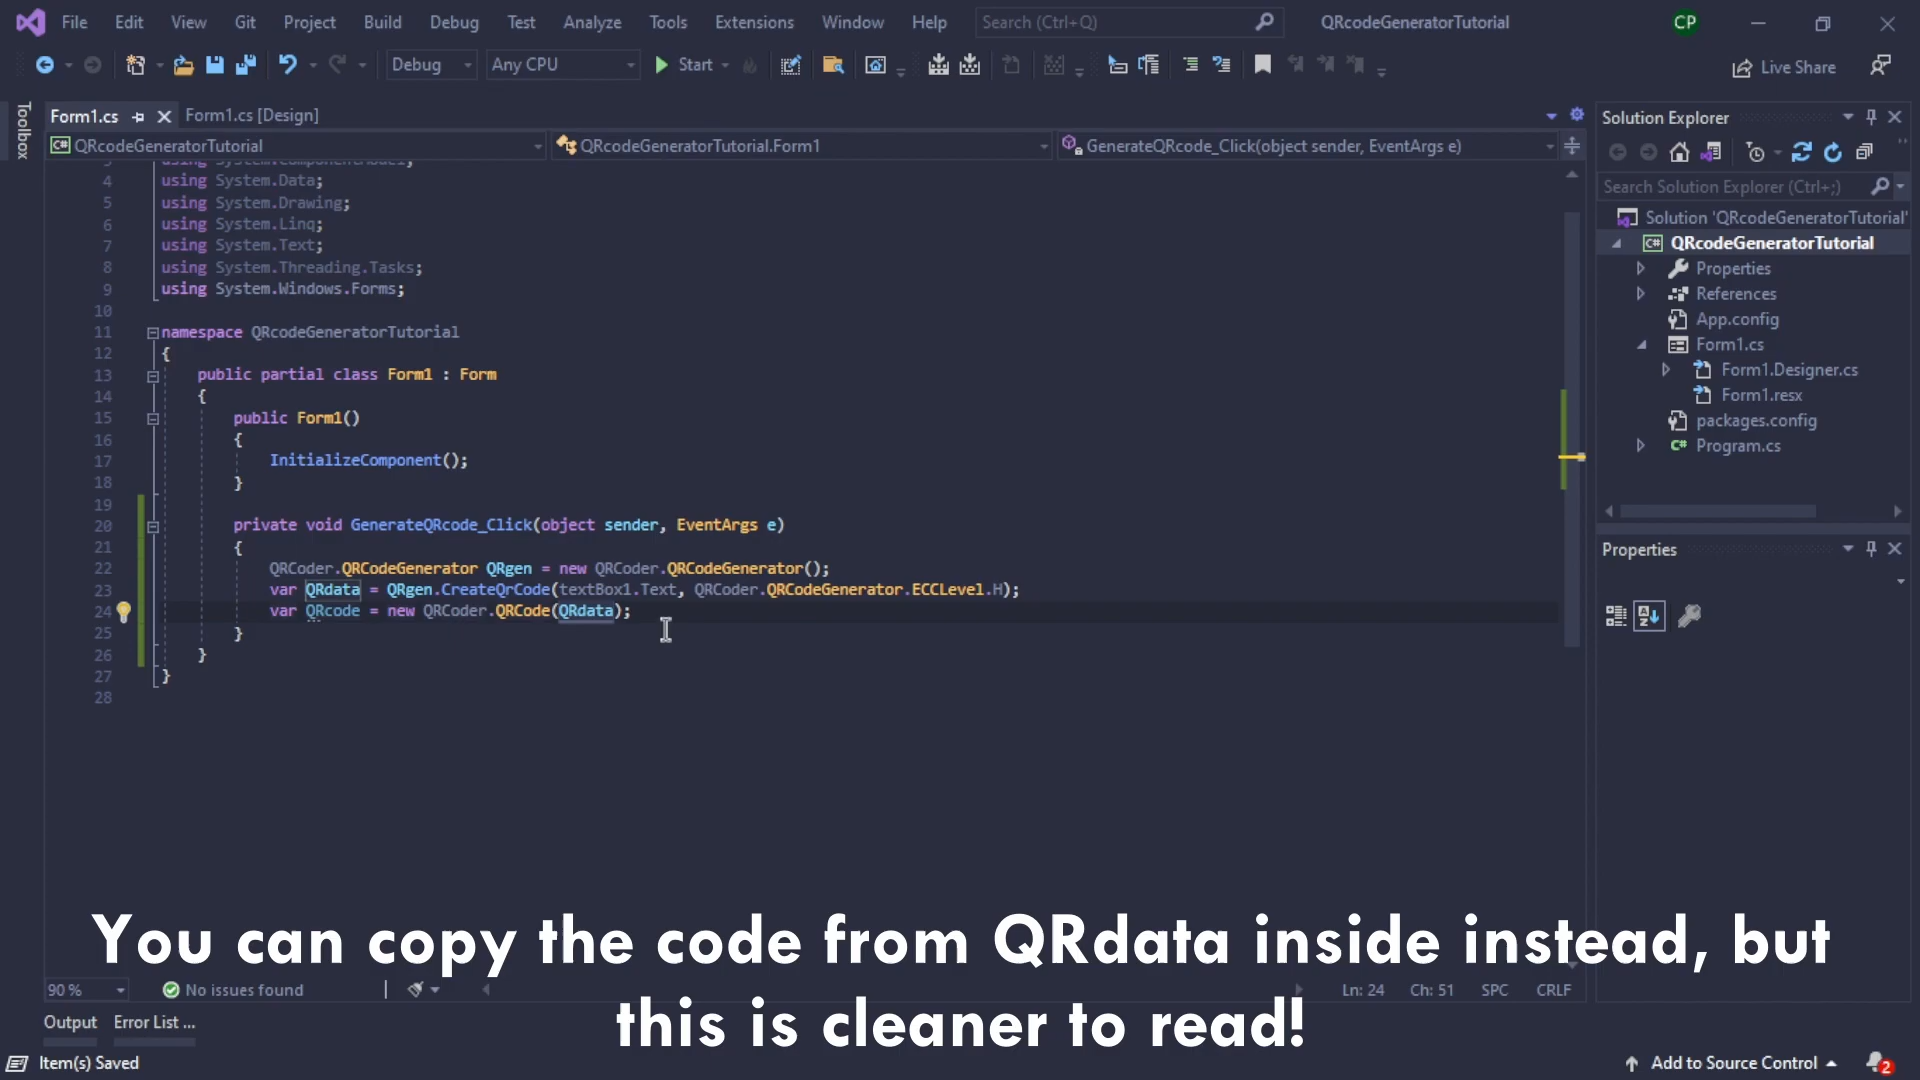 File Edit View Git Project Build Debug Test Analyze Tools Extensions Window Help Search (Ctrl+Q) QRcodeGeneratorTutorial CP
Debug Any CPU Start Live Share
Toolbox
Form1.cs Form1.cs [Design]
QRcodeGeneratorTutorial QRcodeGeneratorTutorial.Form1 GenerateQRcode_Click(object sender, EventArgs e)
using System.ComponentModel;
4 using System.Data;
5 using System.Drawing;
6 using System.Linq;
7 using System.Text;
8 using System.Threading.Tasks;
9 using System.Windows.Forms;
10
11 namespace QRcodeGeneratorTutorial
12 {
13 public partial class Form1 : Form
14 {
15 public Form1()
16 {
17 InitializeComponent();
18 }
19
20 private void GenerateQRcode_Click(object sender, EventArgs e)
21 {
22 QRCoder.QRCodeGenerator QRgen = new QRCoder.QRCodeGenerator();
23 var QRdata = QRgen.CreateQrCode(textBox1.Text, QRCoder.QRCodeGenerator.ECCLevel.H);
24 var QRcode = new QRCoder.QRCode(QRdata);
25 }
26 }
27 }
28
Solution Explorer
Search Solution Explorer (Ctrl+;)
Solution 'QRcodeGeneratorTutorial'
C# QRcodeGeneratorTutorial
Properties
References
App.config
Form1.cs
Form1.Designer.cs
Form1.resx
packages.config
C# Program.cs
Properties
You can copy the code from QRdata inside instead, but
this is cleaner to read!
90 % No issues found Ln: 24 Ch: 51 SPC CRLF
Output Error List ...
Item(s) Saved Add to Source Control 2